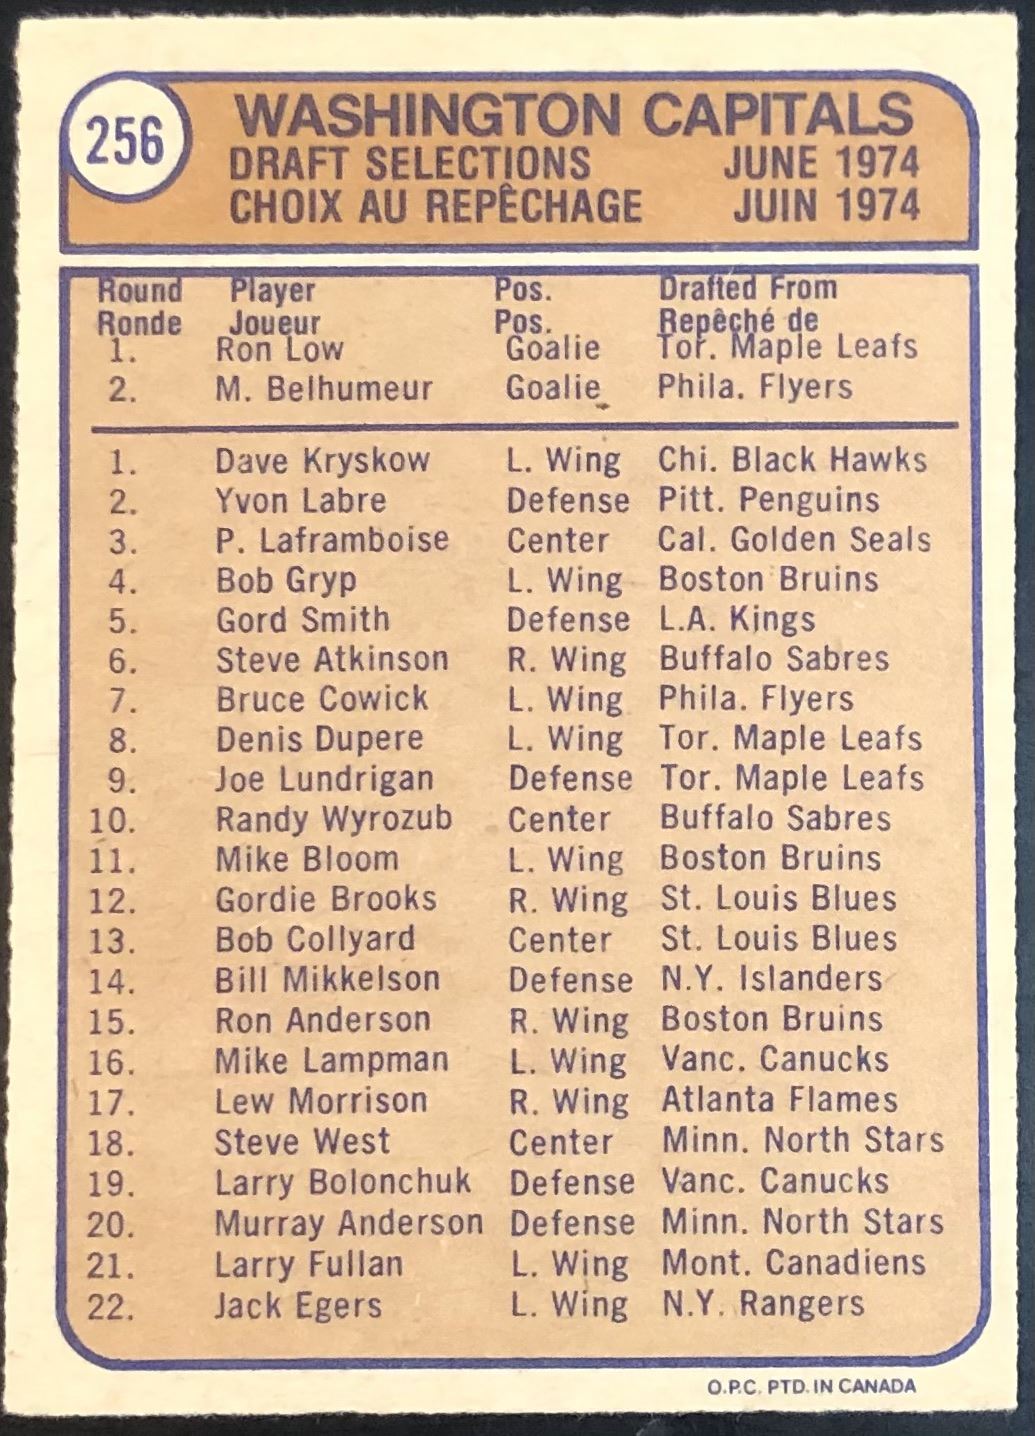 256
WASHINGTON CAPITALS
DRAFT SELECTIONS JUNE 1974
CHOIX AU REPÊCHAGE JUIN 1974
Round Player Pos. Drafted From
Ronde Joueur Pos. Repêché de
1. Ron Low Goalie Tor. Maple Leafs
2. M. Belhumeur Goalie Phila. Flyers
1. Dave Kryskow L. Wing Chi. Black Hawks
2. Yvon Labre Defense Pitt. Penguins
3. P. Laframboise Center Cal. Golden Seals
4. Bob Gryp L. Wing Boston Bruins
5. Gord Smith Defense L.A. Kings
6. Steve Atkinson R. Wing Buffalo Sabres
7. Bruce Cowick L. Wing Phila. Flyers
8. Denis Dupere L. Wing Tor. Maple Leafs
9. Joe Lundrigan Defense Tor. Maple Leafs
10. Randy Wyrozub Center Buffalo Sabres
11. Mike Bloom L. Wing Boston Bruins
12. Gordie Brooks R. Wing St. Louis Blues
13. Bob Collyard Center St. Louis Blues
14. Bill Mikkelson Defense N.Y. Islanders
15. Ron Anderson R. Wing Boston Bruins
16. Mike Lampman L. Wing Vanc. Canucks
17. Lew Morrison R. Wing Atlanta Flames
18. Steve West Center Minn. North Stars
19. Larry Bolonchuk Defense Vanc. Canucks
20. Murray Anderson Defense Minn. North Stars
21. Larry Fullan L. Wing Mont. Canadiens
22. Jack Egers L. Wing N.Y. Rangers
O.P.C. PTD. IN CANADA